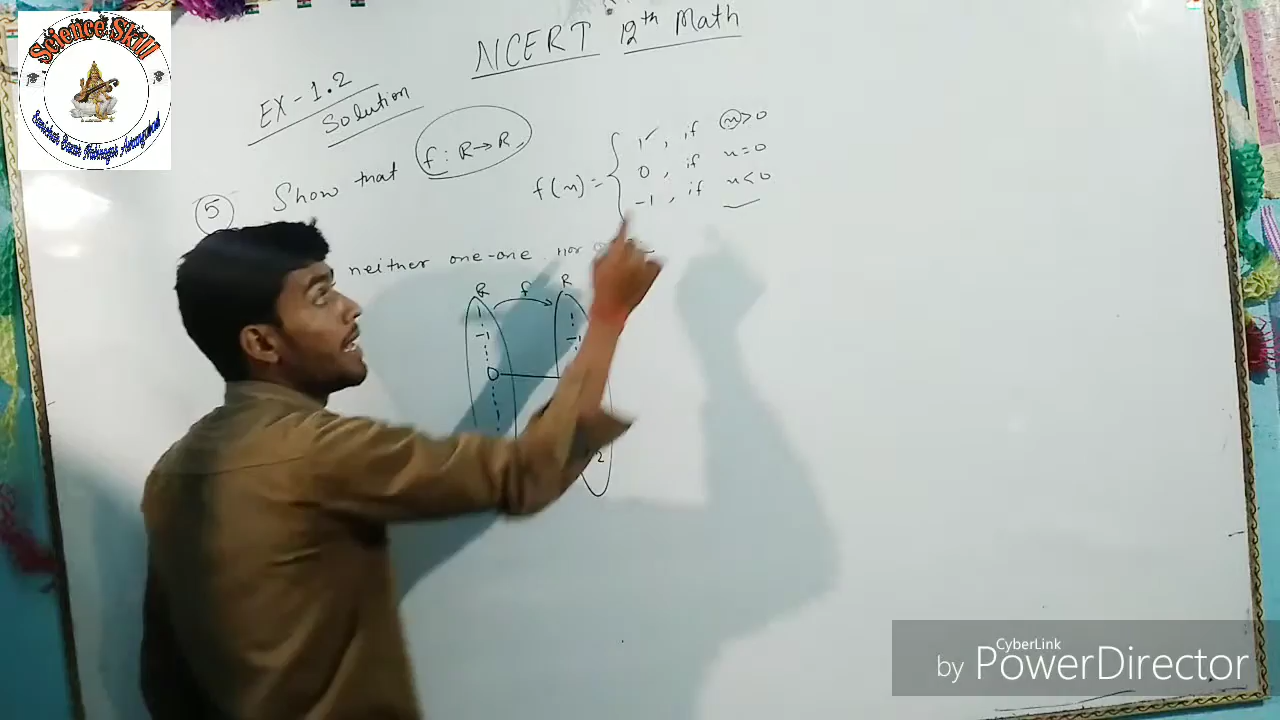 Science Skill
NCERT 12th Math
EX-1.2
Solution
5 Show that f : R→R
f(x) = { 1, if x>0
0, if x=0
-1, if x<0
neither one-one nor
R f R
-1 -1
0
2
CyberLink
by PowerDirector